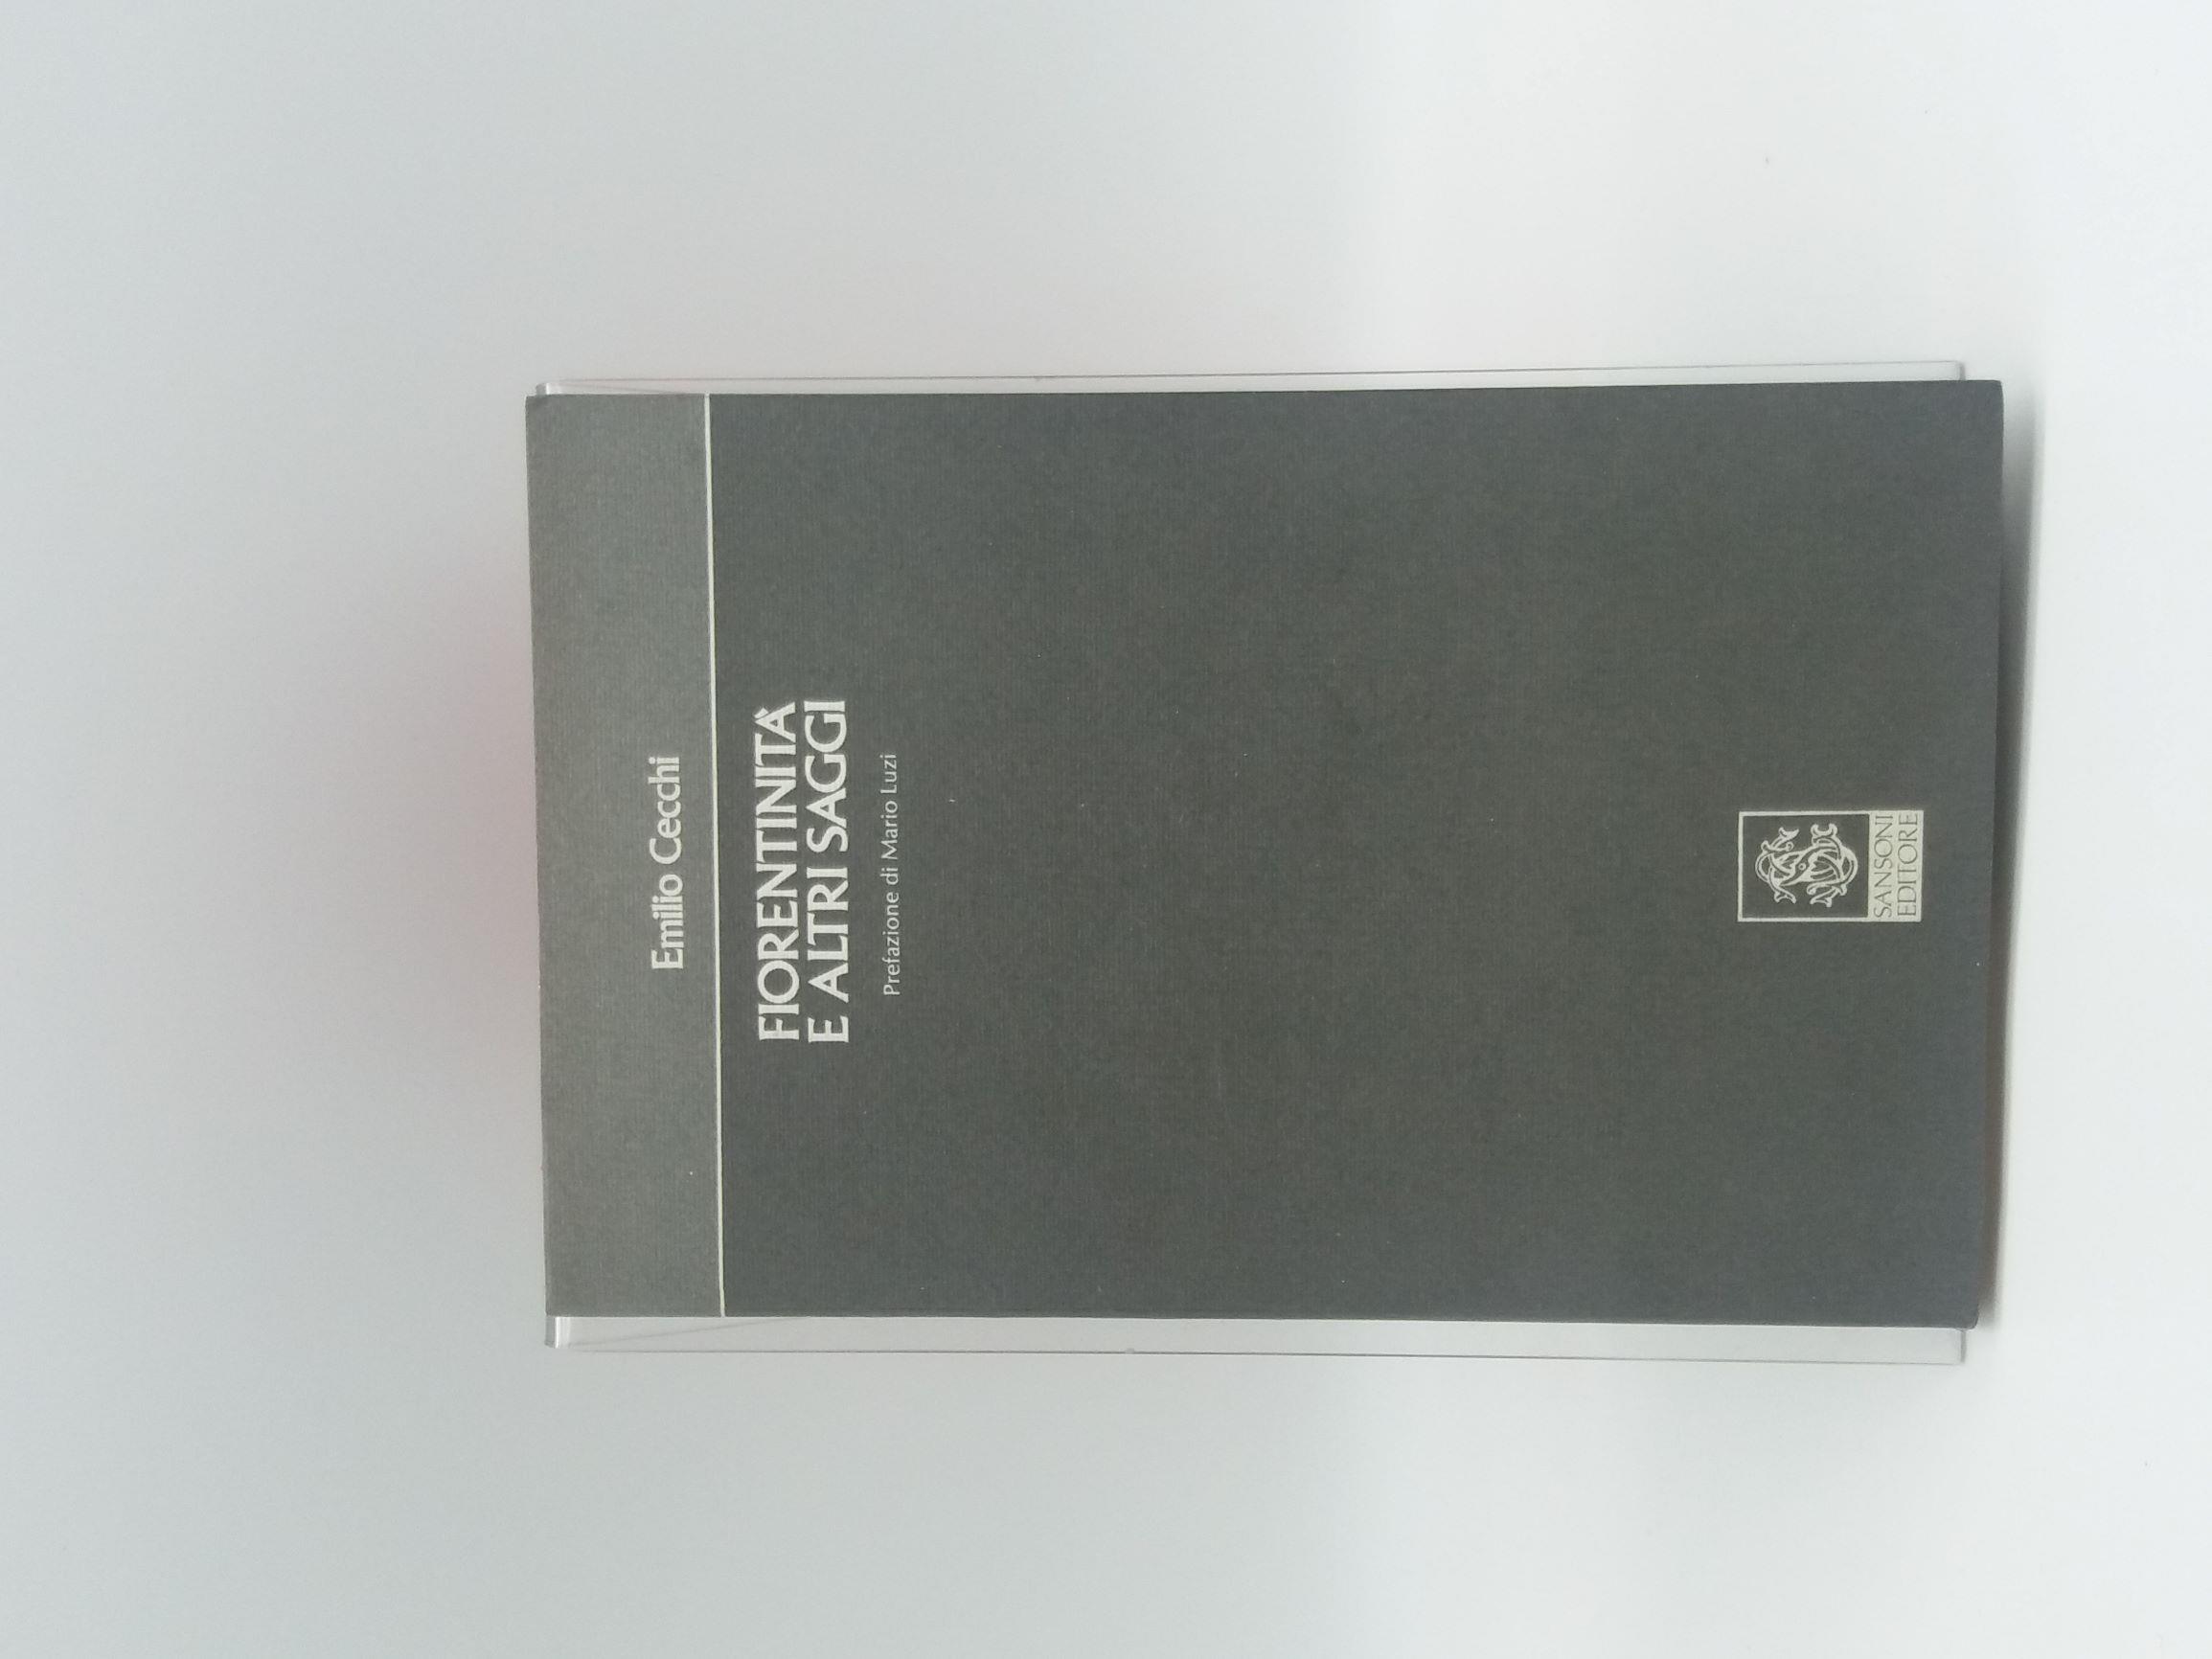 Emilio Cecchi
FIORENTINITÀ
E ALTRI SAGGI
Prefazione di Mario Luzi
SANSONI
EDITORE